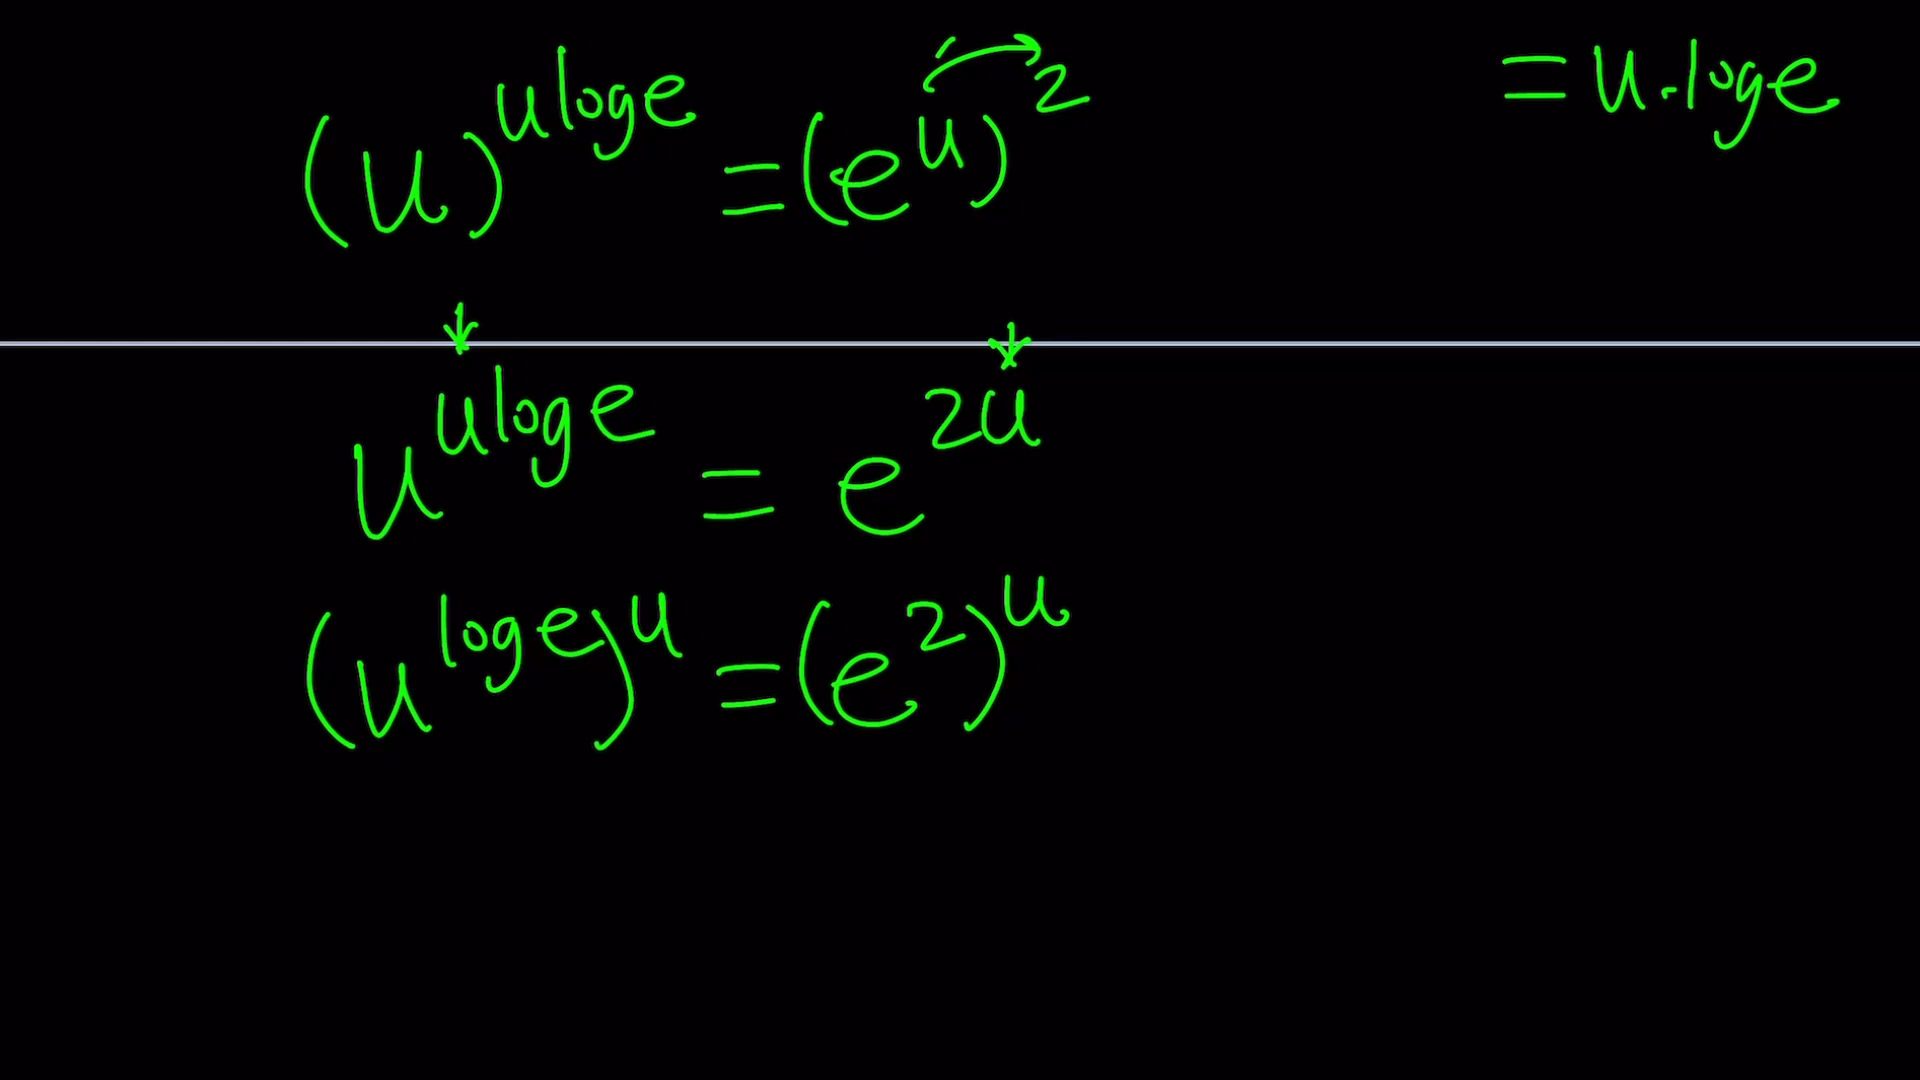 (u)^{u log e} = (e^u)^2
= u · log e
u^{u log e} = e^{2u}
(u^{log e})^u = (e^2)^u